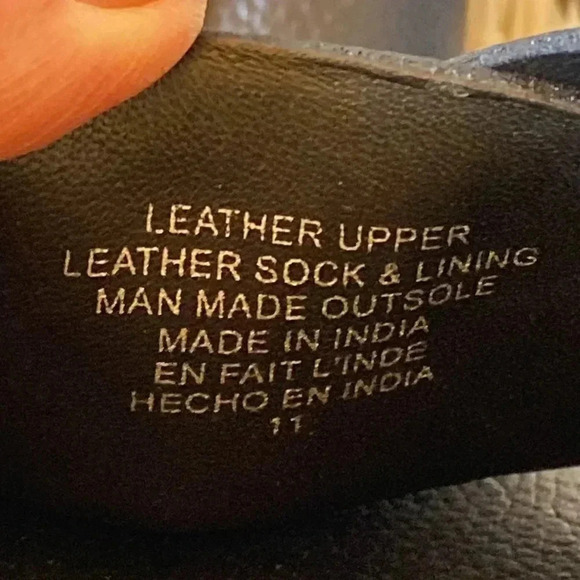 LEATHER UPPER
LEATHER SOCK & LINING
MAN MADE OUTSOLE
MADE IN INDIA
EN FAIT L'INDE
HECHO EN INDIA
11